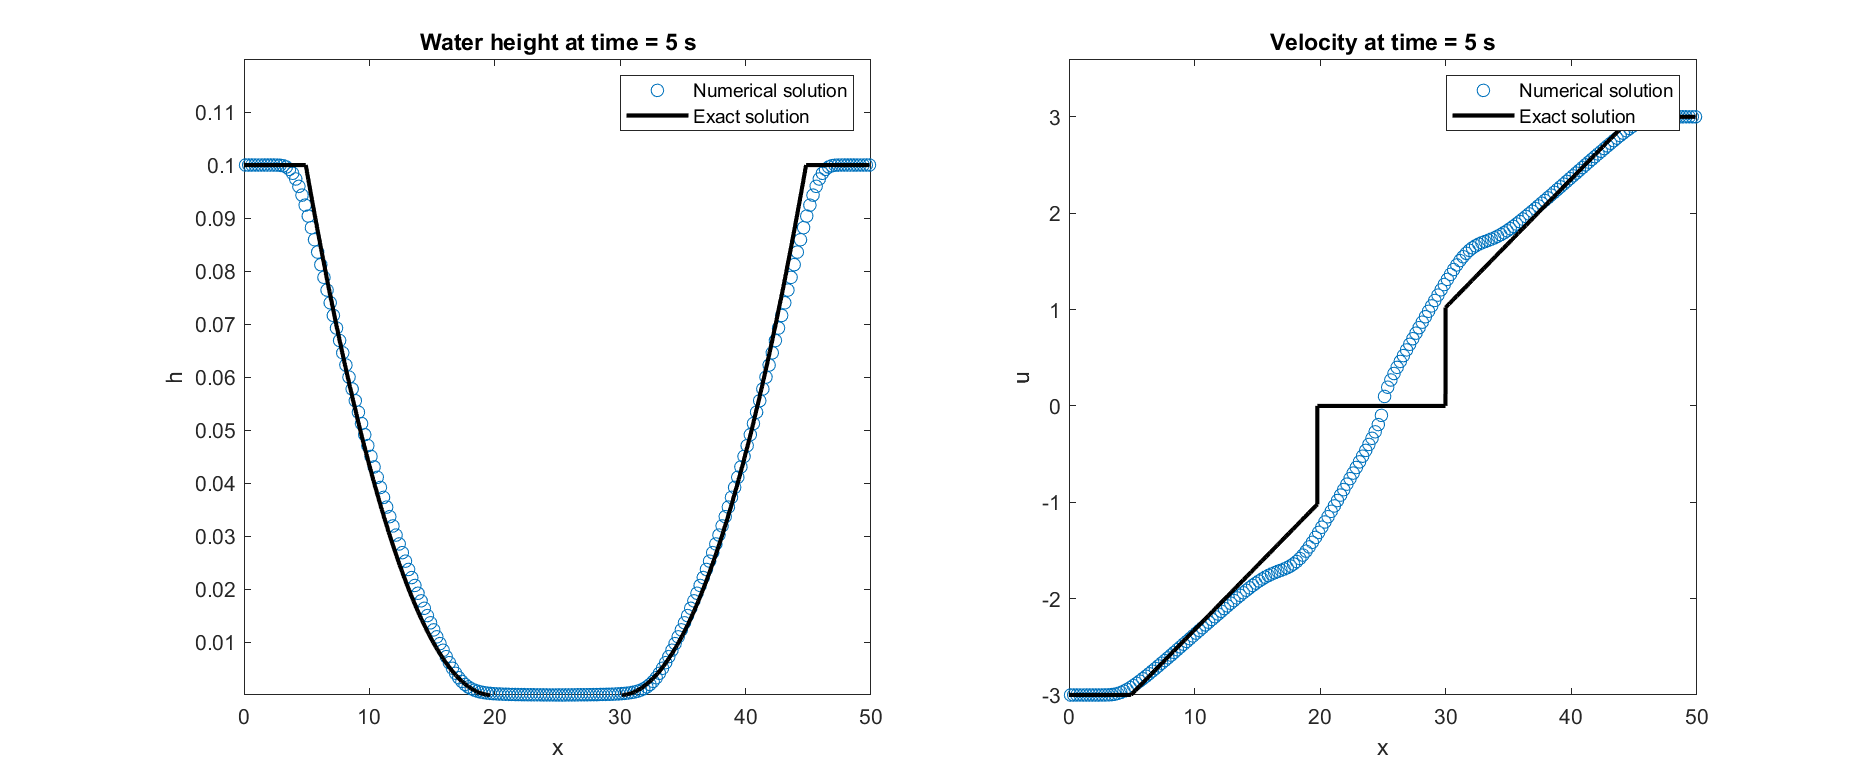 Water height at time = 5 s
Numerical solution
Exact solution
0.11
0.1
0.09
0.08
0.07
0.06
0.05
0.04
0.03
0.02
0.01
h
0 10 20 30 40 50
x
Velocity at time = 5 s
Numerical solution
Exact solution
3
2
1
0
-1
-2
-3
u
0 10 20 30 40 50
x